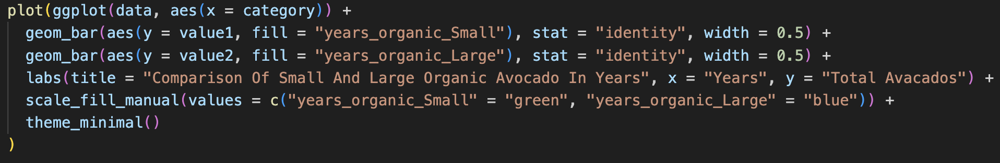 plot(ggplot(data, aes(x = category)) +
geom_bar(aes(y = value1, fill = "years_organic_Small"), stat = "identity", width = 0.5) +
geom_bar(aes(y = value2, fill = "years_organic_Large"), stat = "identity", width = 0.5) +
labs(title = "Comparison Of Small And Large Organic Avocado In Years", x = "Years", y = "Total Avacados") +
scale_fill_manual(values = c("years_organic_Small" = "green", "years_organic_Large" = "blue")) +
theme_minimal()
)